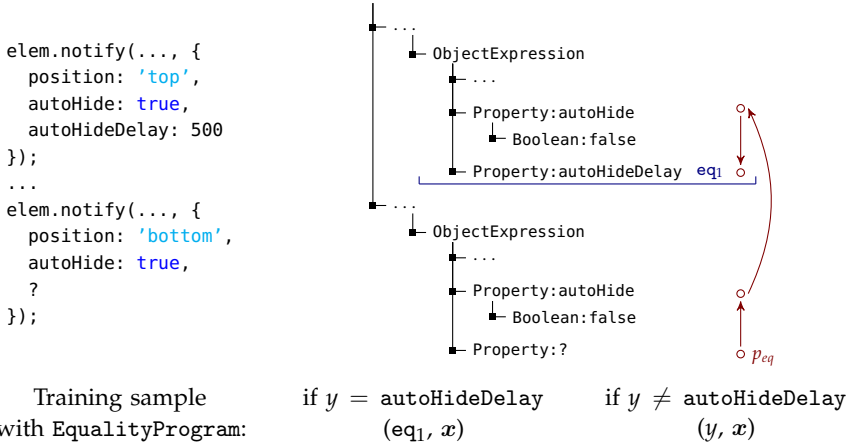 elem.notify(..., {
position: 'top',
autoHide: true,
autoHideDelay: 500
});
...
elem.notify(..., {
position: 'bottom',
autoHide: true,
?
});
...
ObjectExpression
...
Property:autoHide
Boolean:false
Property:autoHideDelay eq₁
...
ObjectExpression
...
Property:autoHide
Boolean:false
Property:?
p_eq
Training sample
with EqualityProgram:
if y = autoHideDelay
(eq₁, x)
if y ≠ autoHideDelay
(y, x)